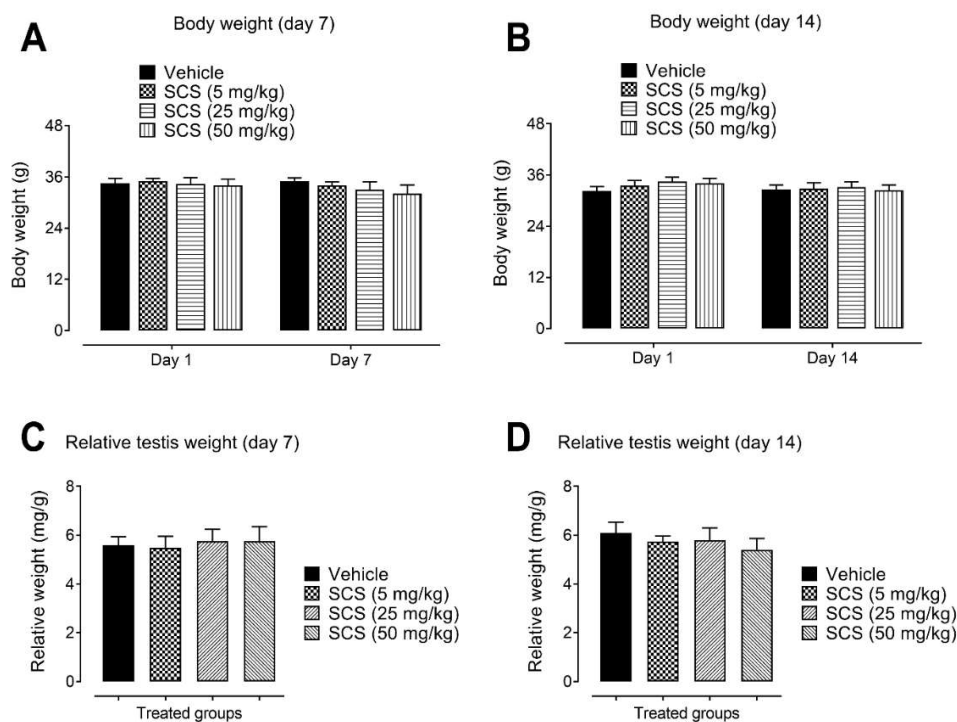 A
Body weight (day 7)
Vehicle
SCS (5 mg/kg)
SCS (25 mg/kg)
SCS (50 mg/kg)
Body weight (g)
48
36
24
12
0
Day 1
Day 7
B
Body weight (day 14)
Vehicle
SCS (5 mg/kg)
SCS (25 mg/kg)
SCS (50 mg/kg)
Body weight (g)
48
36
24
12
0
Day 1
Day 14
C
Relative testis weight (day 7)
Relative weight (mg/g)
8
6
4
2
0
Treated groups
Vehicle
SCS (5 mg/kg)
SCS (25 mg/kg)
SCS (50 mg/kg)
D
Relative testis weight (day 14)
Relative weight (mg/g)
8
6
4
2
0
Treated groups
Vehicle
SCS (5 mg/kg)
SCS (25 mg/kg)
SCS (50 mg/kg)